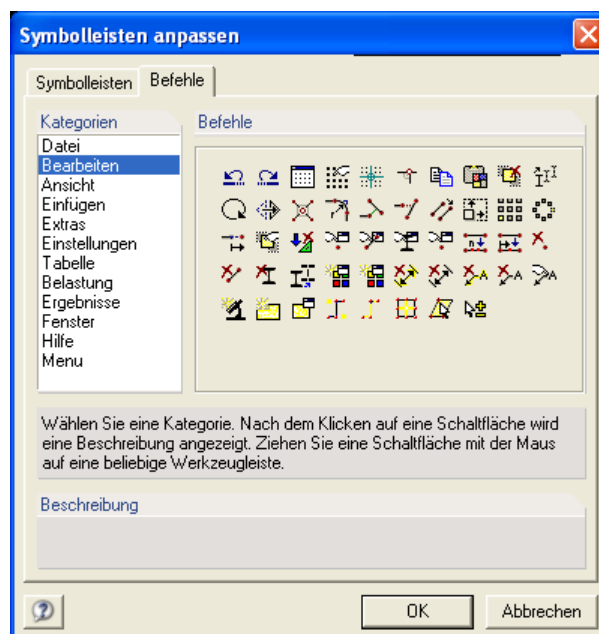 Symbolleisten anpassen
Symbolleisten Befehle
Kategorien
Datei
Bearbeiten
Ansicht
Einfügen
Extras
Einstellungen
Tabelle
Belastung
Ergebnisse
Fenster
Hilfe
Menu
Befehle
Wählen Sie eine Kategorie. Nach dem Klicken auf eine Schaltfläche wird
eine Beschreibung angezeigt. Ziehen Sie eine Schaltfläche mit der Maus
auf eine beliebige Werkzeugleiste.
Beschreibung
OK Abbrechen